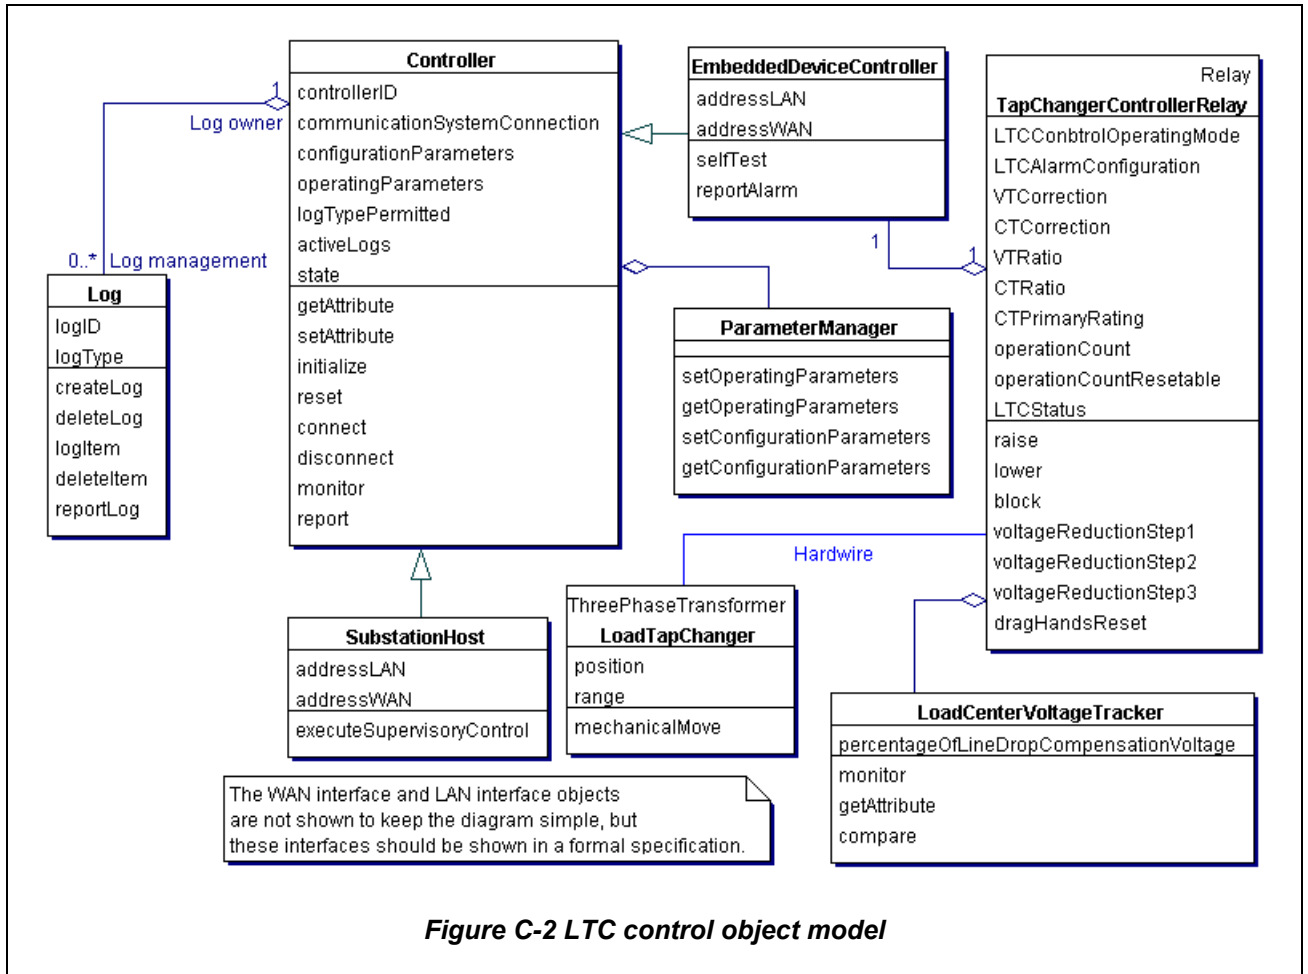 Controller
controllerID
communicationSystemConnection
configurationParameters
operatingParameters
logTypePermitted
activeLogs
state
getAttribute
setAttribute
initialize
reset
connect
disconnect
monitor
report
1
Log owner
0..*
Log management
Log
logID
logType
createLog
deleteLog
logItem
deleteItem
reportLog
EmbeddedDeviceController
addressLAN
addressWAN
selfTest
reportAlarm
1
1
Relay
TapChangerControllerRelay
LTCConbtrolOperatingMode
LTCAlarmConfiguration
VTCorrection
CTCorrection
VTRatio
CTRatio
CTPrimaryRating
operationCount
operationCountResetable
LTCStatus
raise
lower
block
voltageReductionStep1
voltageReductionStep2
voltageReductionStep3
dragHandsReset
ParameterManager
setOperatingParameters
getOperatingParameters
setConfigurationParameters
getConfigurationParameters
Hardwire
SubstationHost
addressLAN
addressWAN
executeSupervisoryControl
ThreePhaseTransformer
LoadTapChanger
position
range
mechanicalMove
LoadCenterVoltageTracker
percentageOfLineDropCompensationVoltage
monitor
getAttribute
compare
The WAN interface and LAN interface objects
are not shown to keep the diagram simple, but
these interfaces should be shown in a formal specification.
Figure C-2 LTC control object model